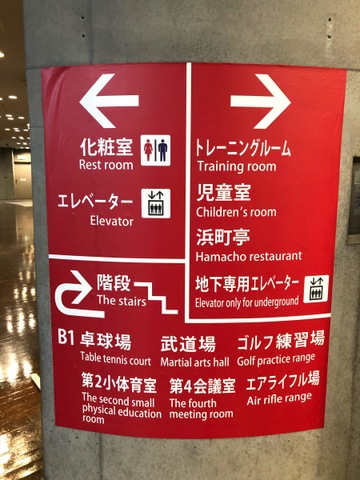 化粧室
Rest room
エレベーター
Elevator
トレーニングルーム
Training room
児童室
Children's room
浜町亭
Hamacho restaurant
地下専用エレベーター
Elevator only for underground
階段
The stairs
B1 卓球場 武道場 ゴルフ練習場
Table tennis court Martial arts hall Golf practice range
第2小体育室 第4会議室 エアライフル場
The second small physical education room The fourth meeting room Air rifle range